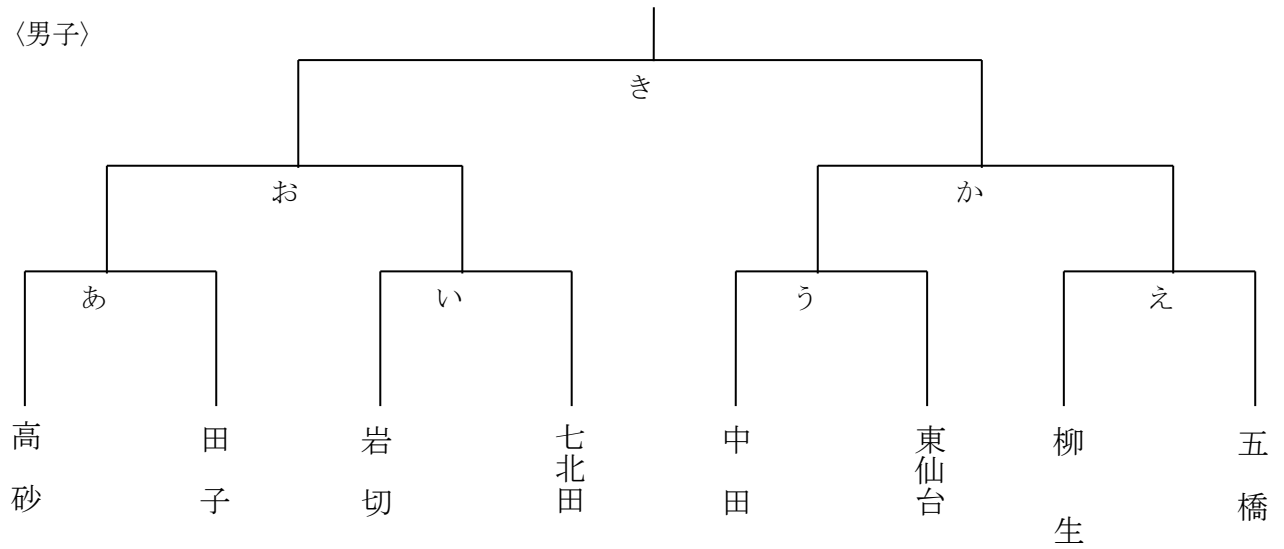 〈男子〉
き
お
か
あ
い
う
え
高砂
田子
岩切
七北田
中田
東仙台
柳生
五橋